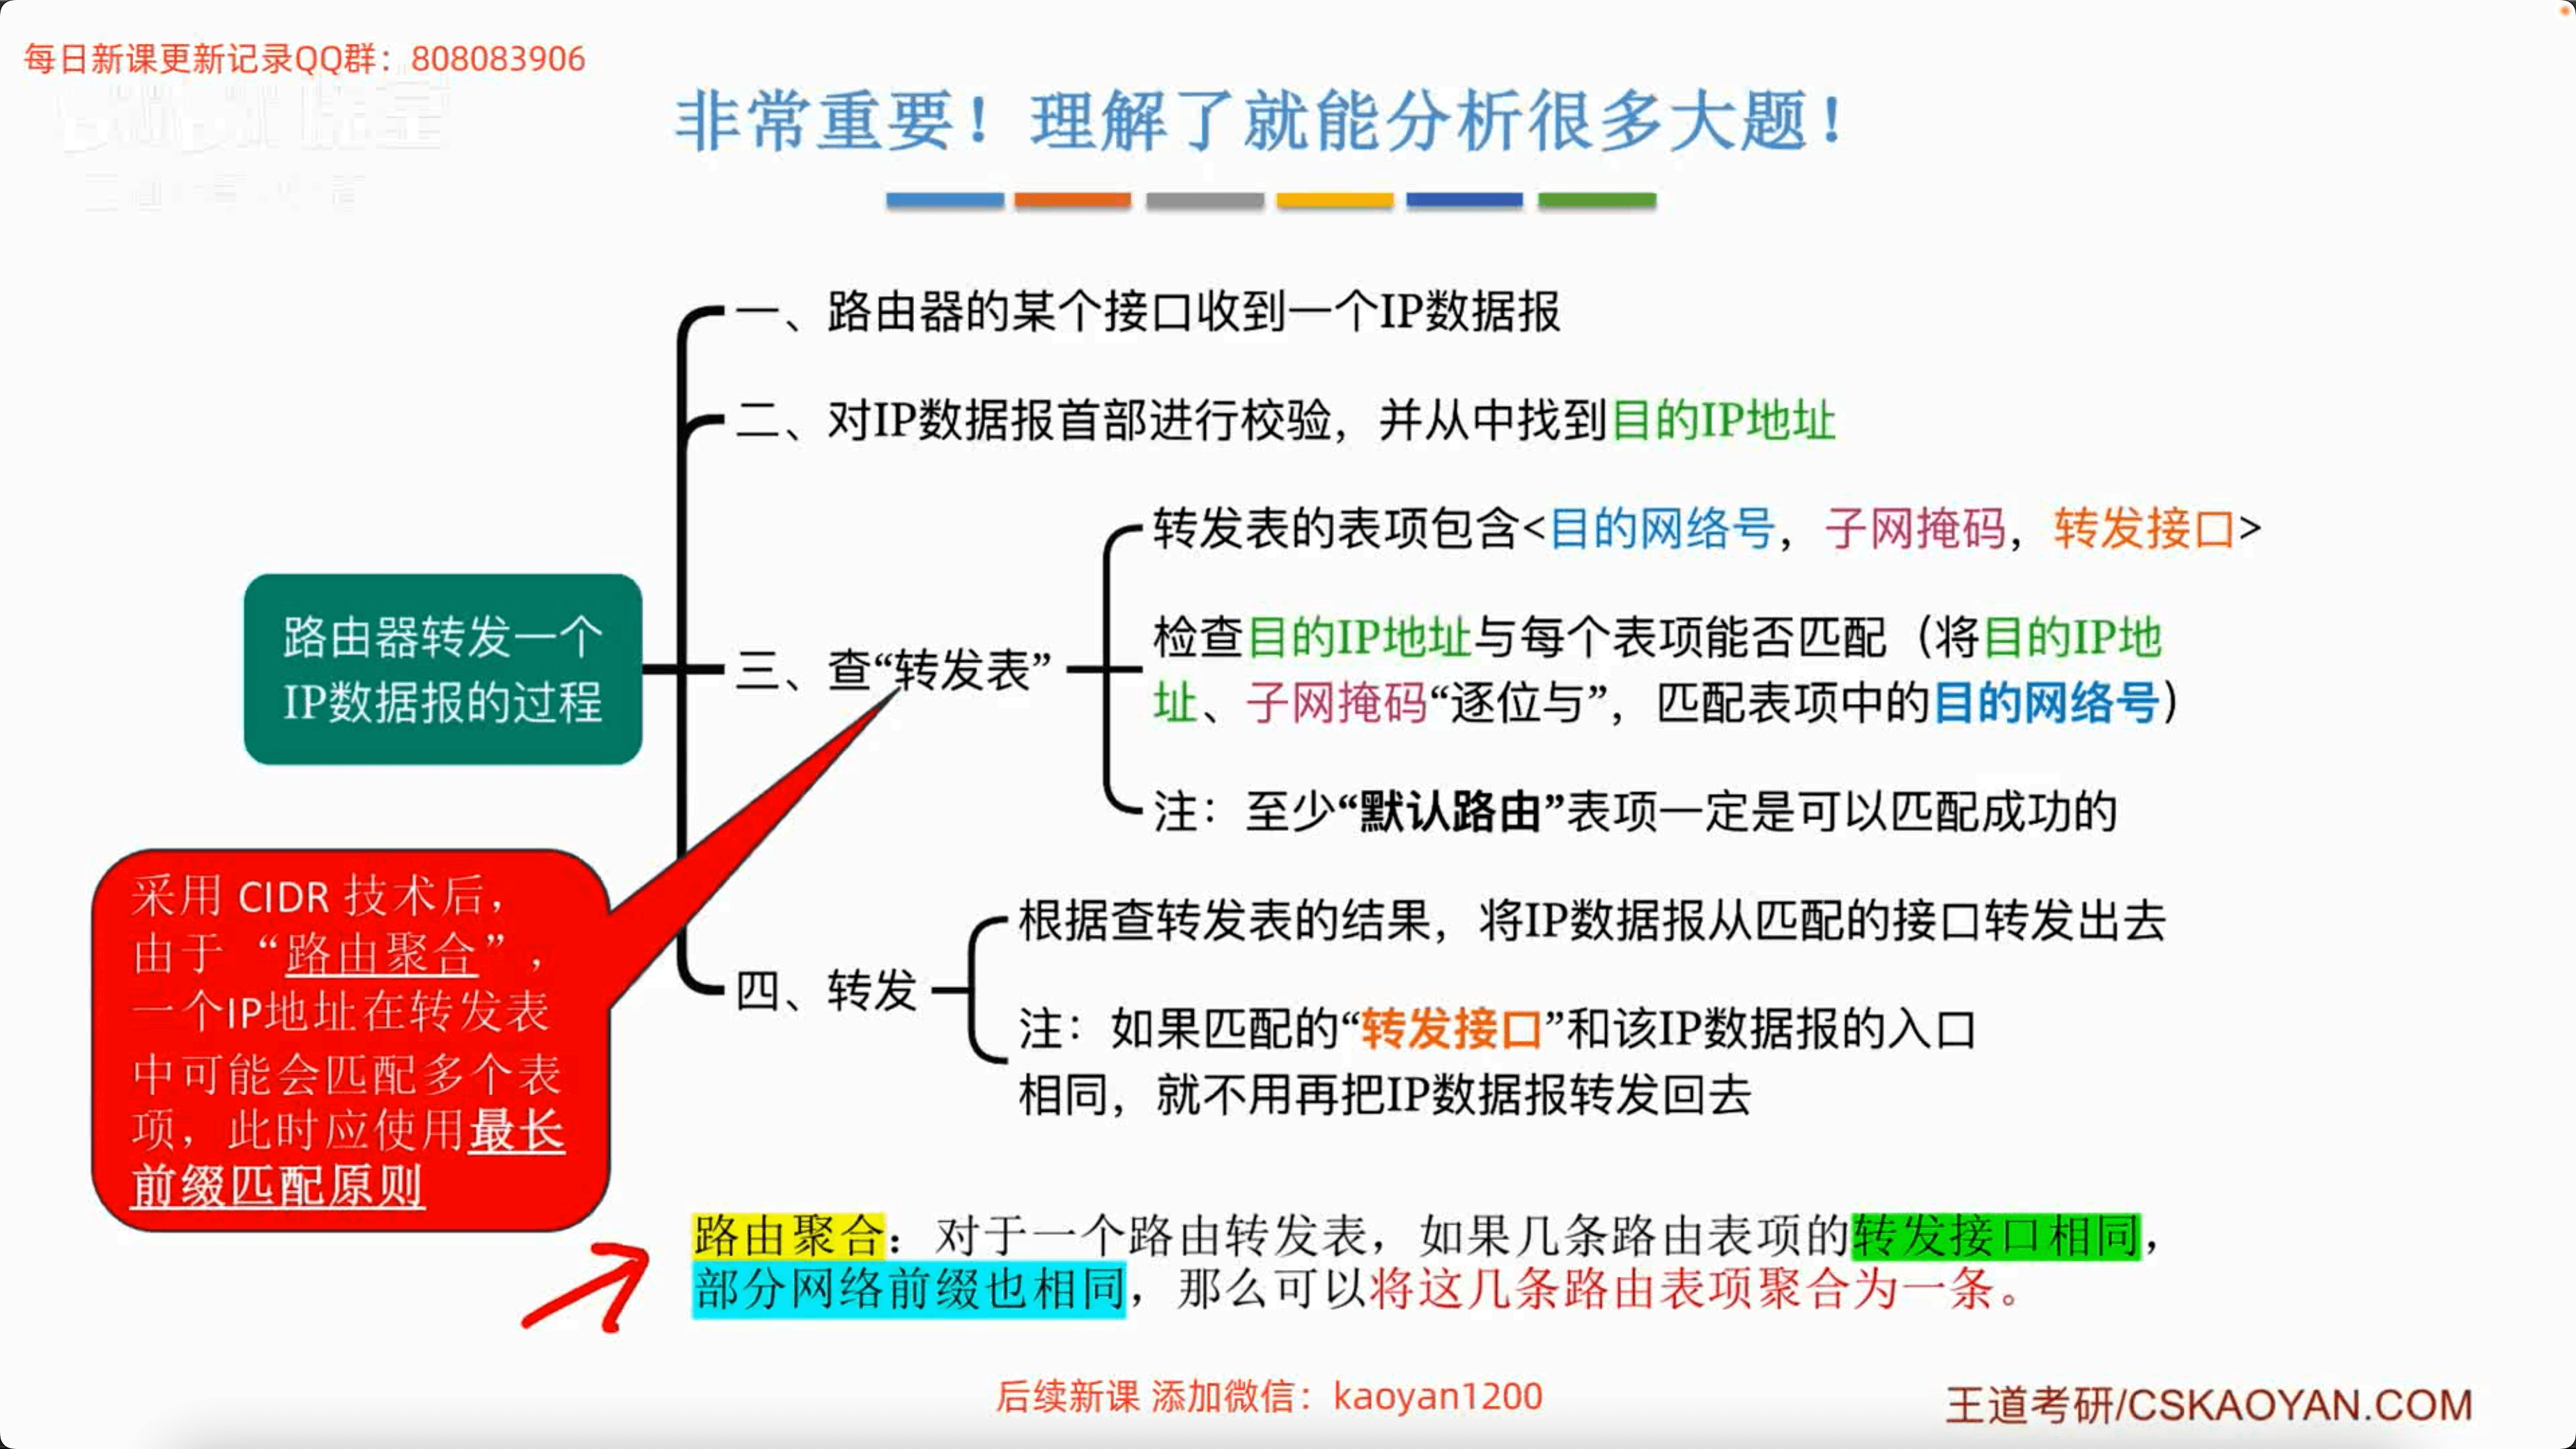 每日新课更新记录QQ群：808083906
非常重要！理解了就能分析很多大题！
一、路由器的某个接口收到一个IP数据报
二、对IP数据报首部进行校验，并从中找到目的IP地址
路由器转发一个
IP数据报的过程
三、查“转发表”
转发表的表项包含<目的网络号，子网掩码，转发接口>
检查目的IP地址与每个表项能否匹配（将目的IP地
址、子网掩码“逐位与”，匹配表项中的目的网络号）
注：至少“默认路由”表项一定是可以匹配成功的
四、转发
根据查转发表的结果，将IP数据报从匹配的接口转发出去
注：如果匹配的“转发接口”和该IP数据报的入口
相同，就不用再把IP数据报转发回去
采用 CIDR 技术后，
由于“路由聚合”，
一个IP地址在转发表
中可能会匹配多个表
项，此时应使用最长
前缀匹配原则
路由聚合：对于一个路由转发表，如果几条路由表项的转发接口相同，
部分网络前缀也相同，那么可以将这几条路由表项聚合为一条。
后续新课 添加微信：kaoyan1200
王道考研/CSKAOYAN.COM